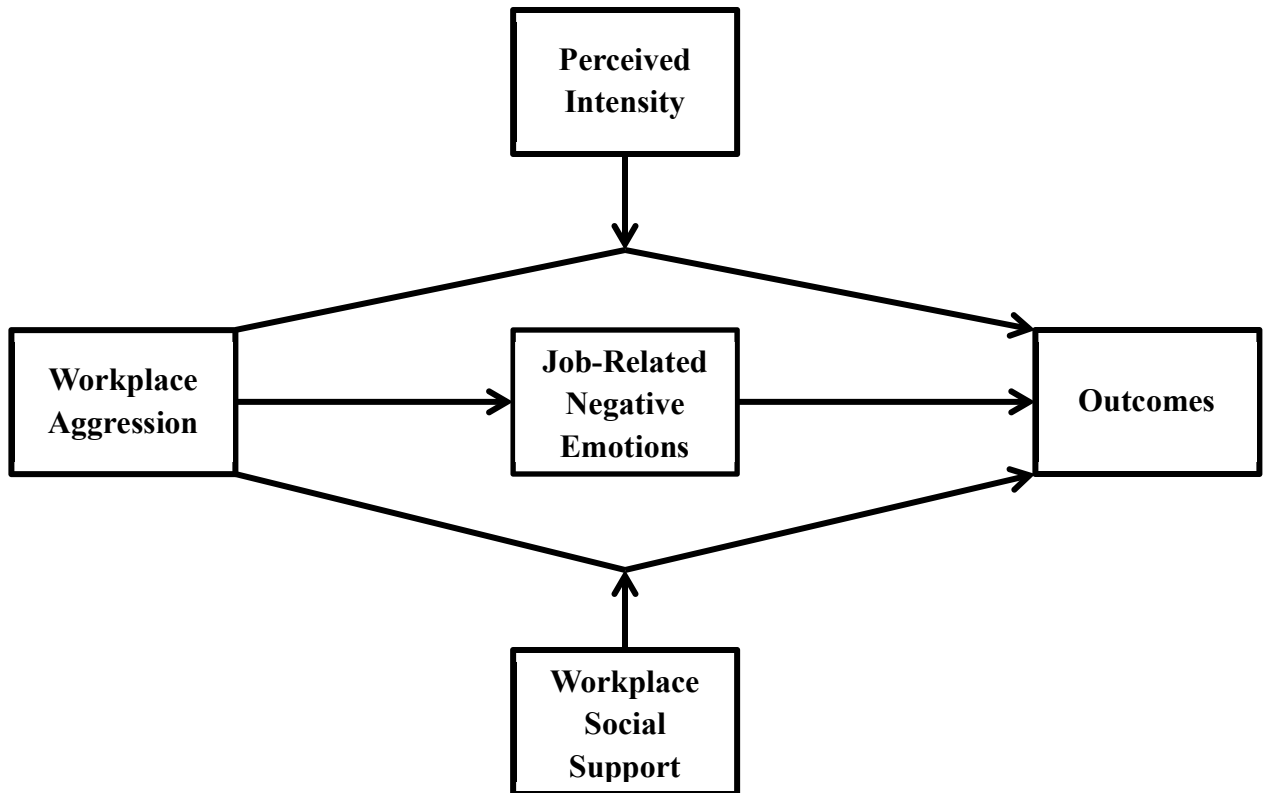 Perceived
Intensity
Workplace
Aggression
Job-Related
Negative
Emotions
Outcomes
Workplace
Social
Support